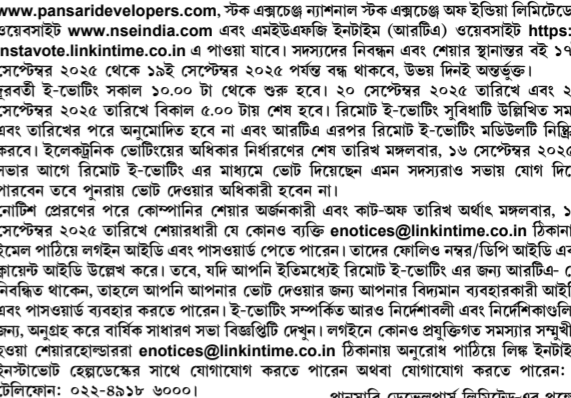 www.pansaridevelopers.com, স্টক এক্সচেঞ্জ ন্যাশনাল স্টক এক্সচেঞ্জ অফ ইন্ডিয়া লিমিটেডে
ওয়েবসাইট www.nseindia.com এবং এমইউএফজি ইনটাইম (আরটিএ) ওয়েবসাইট https:
instavote.linkintime.co.in এ পাওয়া যাবে। সদস্যদের নিবন্ধন এবং শেয়ার স্থানান্তর বই ১৭
সেপ্টেম্বর ২০২৫ থেকে ১৯ই সেপ্টেম্বর ২০২৫ পর্যন্ত বন্ধ থাকবে, উভয় দিনই অন্তর্ভুক্ত।
দূরবর্তী ই-ভোটিং সকাল ১০.০০ টা থেকে শুরু হবে। ২০ সেপ্টেম্বর ২০২৫ তারিখে এবং ২
সেপ্টেম্বর ২০২৫ তারিখে বিকাল ৫.০০ টায় শেষ হবে। রিমোট ই-ভোটিং সুবিধাটি উল্লিখিত সম
এবং তারিখের পরে অনুমোদিত হবে না এবং আরটিএ এরপর রিমোট ই-ভোটিং মডিউলটি নিষ্ক্রি
করবে। ইলেকট্রনিক ভোটিংয়ের অধিকার নির্ধারণের শেষ তারিখ মঙ্গলবার, ১৬ সেপ্টেম্বর ২০২৫
সভার আগে রিমোট ই-ভোটিং এর মাধ্যমে ভোট দিয়েছেন এমন সদস্যরাও সভায় যোগ দি
পারবেন তবে পুনরায় ভোট দেওয়ার অধিকারী হবেন না।
নোটিশ প্রেরণের পরে কোম্পানির শেয়ার অর্জনকারী এবং কাট-অফ তারিখ অর্থাৎ মঙ্গলবার, ১
সেপ্টেম্বর ২০২৫ তারিখে শেয়ারধারী যে কোনও ব্যক্তি enotices@linkintime.co.in ঠিকানা
ইমেল পাঠিয়ে লগইন আইডি এবং পাসওয়ার্ড পেতে পারেন। তাদের ফোলিও নম্বর/ডিপি আইডি এব
ক্লায়েন্ট আইডি উল্লেখ করে। তবে, যদি আপনি ইতিমধ্যেই রিমোট ই-ভোটিং এর জন্য আরটিএ- ে
নিবন্ধিত থাকেন, তাহলে আপনি আপনার ভোট দেওয়ার জন্য আপনার বিদ্যমান ব্যবহারকারী আইি
এবং পাসওয়ার্ড ব্যবহার করতে পারেন। ই-ভোটিং সম্পর্কিত আরও নির্দেশাবলী এবং নির্দেশিকাগুলি
জন্য, অনুগ্রহ করে বার্ষিক সাধারণ সভা বিজ্ঞপ্তিটি দেখুন। লগইনে কোনও প্রযুক্তিগত সমস্যার সম্মুখী
হওয়া শেয়ারহোল্ডাররা enotices@linkintime.co.in ঠিকানায় অনুরোধ পাঠিয়ে লিঙ্ক ইনটাই
ইনস্টাভোট হেল্পডেস্কের সাথে যোগাযোগ করতে পারেন অথবা যোগাযোগ করতে পারেন:
টেলিফোন: ০২২-৪৯১৮ ৬০০০।
পানসারি ডেভেলপার্স লিমিটেড-এর পক্ষে